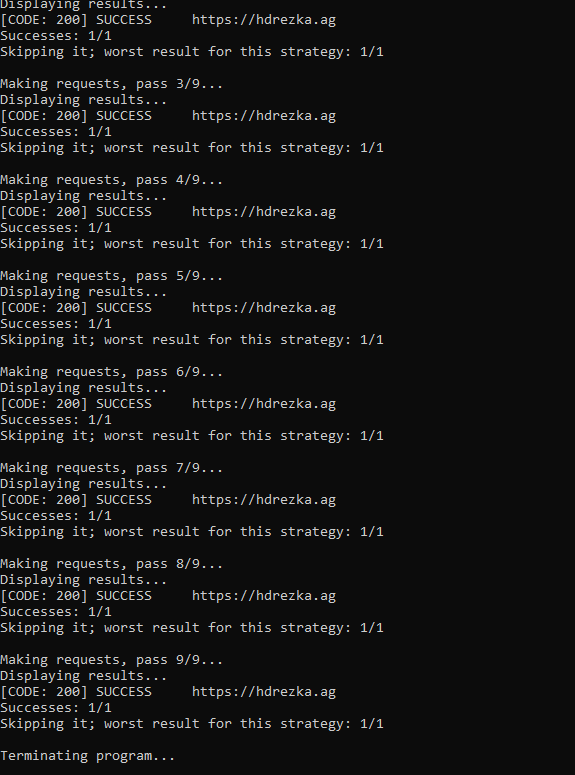 Displaying results...
[CODE: 200] SUCCESS     https://hdrezka.ag
Successes: 1/1
Skipping it; worst result for this strategy: 1/1

Making requests, pass 3/9...
Displaying results...
[CODE: 200] SUCCESS     https://hdrezka.ag
Successes: 1/1
Skipping it; worst result for this strategy: 1/1

Making requests, pass 4/9...
Displaying results...
[CODE: 200] SUCCESS     https://hdrezka.ag
Successes: 1/1
Skipping it; worst result for this strategy: 1/1

Making requests, pass 5/9...
Displaying results...
[CODE: 200] SUCCESS     https://hdrezka.ag
Successes: 1/1
Skipping it; worst result for this strategy: 1/1

Making requests, pass 6/9...
Displaying results...
[CODE: 200] SUCCESS     https://hdrezka.ag
Successes: 1/1
Skipping it; worst result for this strategy: 1/1

Making requests, pass 7/9...
Displaying results...
[CODE: 200] SUCCESS     https://hdrezka.ag
Successes: 1/1
Skipping it; worst result for this strategy: 1/1

Making requests, pass 8/9...
Displaying results...
[CODE: 200] SUCCESS     https://hdrezka.ag
Successes: 1/1
Skipping it; worst result for this strategy: 1/1

Making requests, pass 9/9...
Displaying results...
[CODE: 200] SUCCESS     https://hdrezka.ag
Successes: 1/1
Skipping it; worst result for this strategy: 1/1

Terminating program...